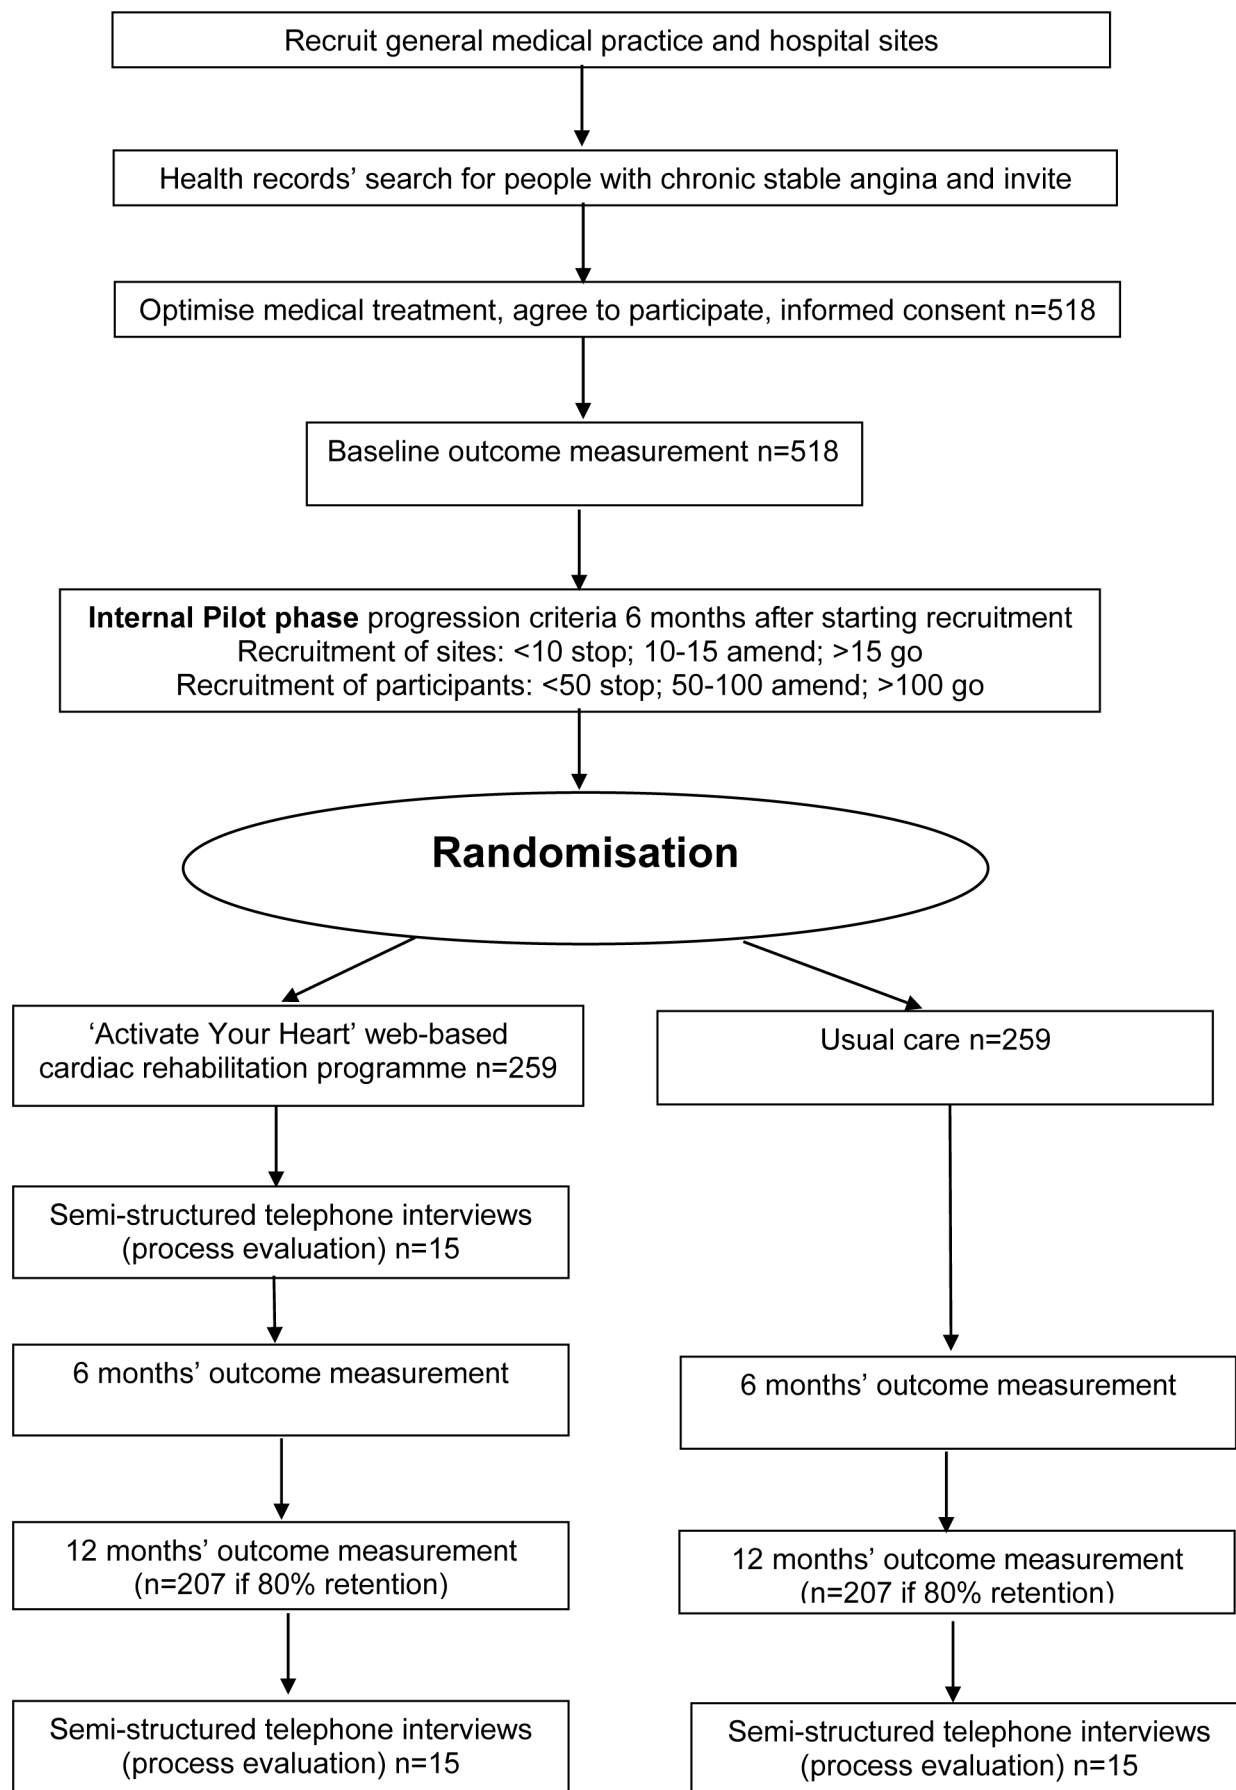 Recruit general medical practice and hospital sites
Health records’ search for people with chronic stable angina and invite
Optimise medical treatment, agree to participate, informed consent n=518
Baseline outcome measurement n=518
Internal Pilot phase progression criteria 6 months after starting recruitment
Recruitment of sites: <10 stop; 10-15 amend; >15 go
Recruitment of participants: <50 stop; 50-100 amend; >100 go
Randomisation
‘Activate Your Heart’ web-based
cardiac rehabilitation programme n=259
Usual care n=259
Semi-structured telephone interviews
(process evaluation) n=15
6 months’ outcome measurement
6 months’ outcome measurement
12 months’ outcome measurement
(n=207 if 80% retention)
12 months’ outcome measurement
(n=207 if 80% retention)
Semi-structured telephone interviews
(process evaluation) n=15
Semi-structured telephone interviews
(process evaluation) n=15